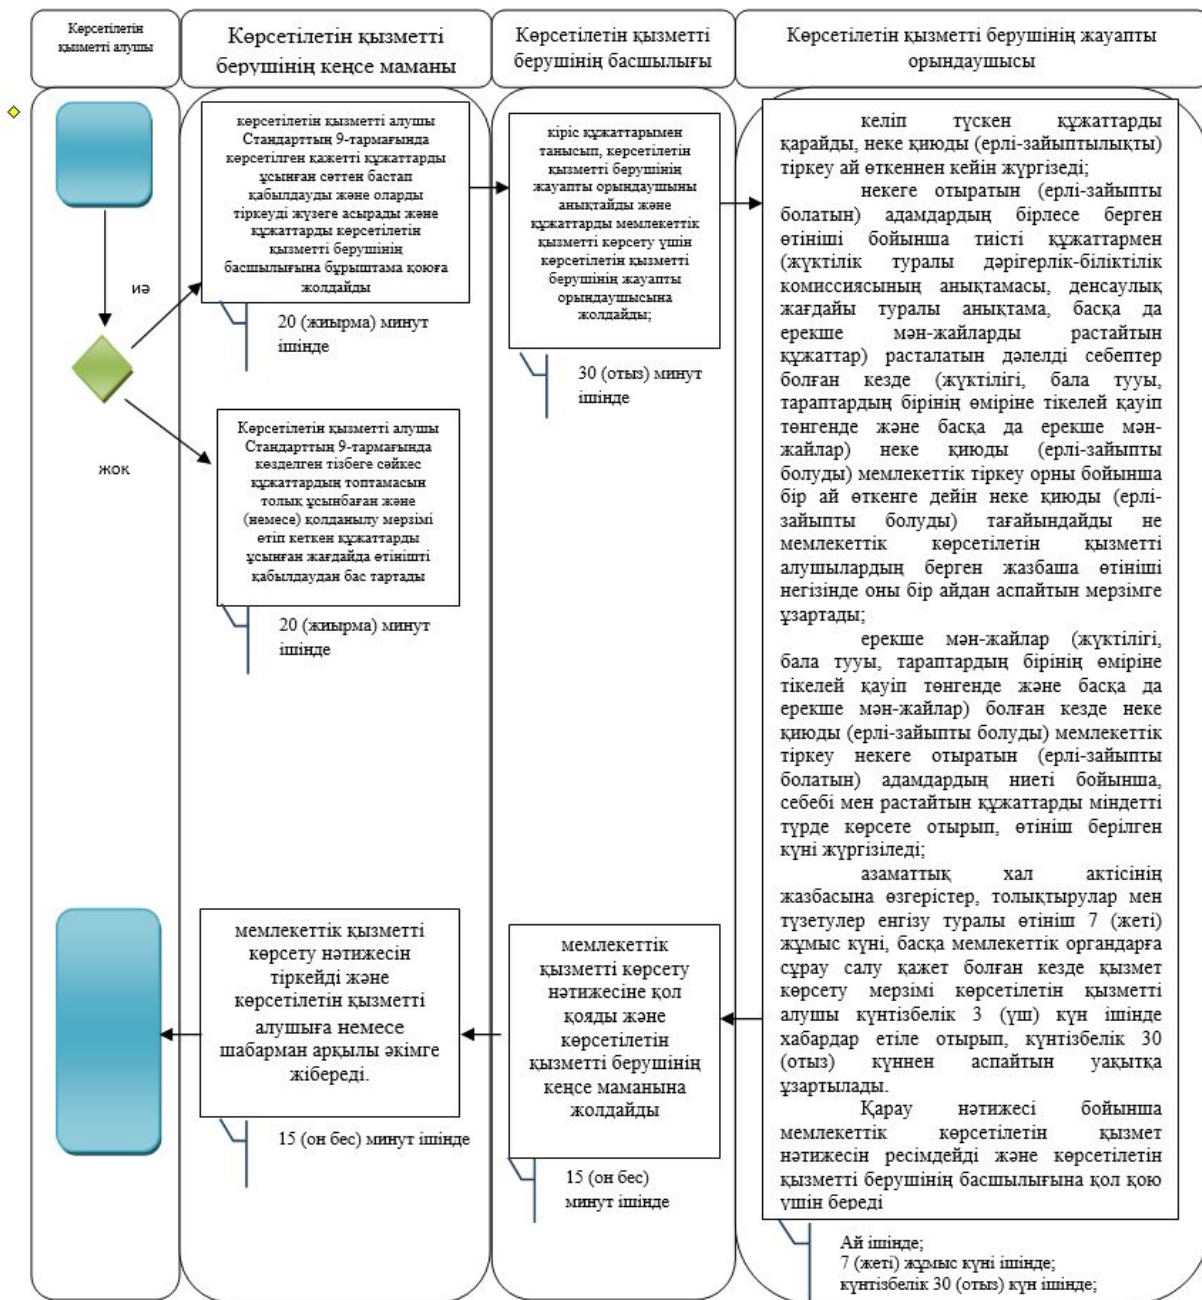 Көрсетілетін
қызметті алушы
Көрсетілетін қызметті
берушінің кеңсе маманы
Көрсетілетін қызметті
берушінің басшылығы
Көрсетілетін қызметті берушінің жауапты
орындаушысы
көрсетілетін қызметті алушы
Стандарттың 9-тармағында
көрсетілген қажетті құжаттарды
ұсынған сәттен бастап
қабылдауды және оларды
тіркеуді жүзеге асырады және
құжаттарды көрсетілетін
қызметті берушінің
басшылығына бұрыштама қоюға
жолдайды
иә
20 (жиырма) минут
ішінде
жок
Көрсетілетін қызметті алушы
Стандарттың 9-тармағында
көзделген тізбеге сәйкес
құжаттардың топтамасын
толық ұсынбаған және
(немесе) қолданылу мерзімі
өтіп кеткен құжаттарды
ұсынған жағдайда өтінішті
қабылдаудан бас тартады
20 (жиырма) минут
ішінде
кіріс құжаттарымен
танысып, көрсетілетін
қызметті берушінің
жауапты орындаушыны
анықтайды және
құжаттарды мемлекеттік
қызметті көрсету үшін
көрсетілетін қызметті
берушінің жауапты
орындаушысына
жолдайды;
30 (отыз) минут
ішінде
келіп түскен құжаттарды
қарайды, неке қиюды (ерлі-зайыптылықты)
тіркеу ай өткеннен кейін жүргізеді;
некеге отыратын (ерлі-зайыпты
болатын) адамдардың бірлесе берген
өтініші бойынша тиісті құжаттармен
(жүктілік туралы дәрігерлік-біліктілік
комиссиясының анықтамасы, денсаулық
жағдайы туралы анықтама, басқа да
ерекше мән-жайларды растайтын
құжаттар) расталатын дәлелді себептер
болған кезде (жүктілігі, бала тууы,
тараптардың бірінің өміріне тікелей қауіп
төнгенде және басқа да ерекше мән-
жайлар) неке қиюды (ерлі-зайыпты
болуды) мемлекеттік тіркеу орны бойынша
бір ай өткенге дейін неке қиюды (ерлі-
зайыпты болуды) тағайындайды не
мемлекеттік көрсетілетін қызметті
алушылардың берген жазбаша өтініші
негізінде оны бір айдан аспайтын мерзімге
ұзартады;
ерекше мән-жайлар (жүктілігі,
бала тууы, тараптардың бірінің өміріне
тікелей қауіп төнгенде және басқа да
ерекше мән-жайлар) болған кезде неке
қиюды (ерлі-зайыпты болуды) мемлекеттік
тіркеу некеге отыратын (ерлі-зайыпты
болатын) адамдардың ниеті бойынша,
себебі мен растайтын құжаттарды міндетті
түрде көрсете отырып, өтініш берілген
күні жүргізіледі;
азаматтық хал актісінің
жазбасына өзгерістер, толықтырулар мен
түзетулер енгізу туралы өтініш 7 (жеті)
жұмыс күні, басқа мемлекеттік органдарға
сұрау салу қажет болған кезде қызмет
көрсету мерзімі көрсетілетін қызметті
алушы күнтізбелік 3 (үш) күн ішінде
хабардар етіле отырып, күнтізбелік 30
(отыз) күннен аспайтын уақытқа
ұзартылады.
Қарау нәтижесі бойынша
мемлекеттік көрсетілетін қызмет
нәтижесін ресімдейді және көрсетілетін
қызметті берушінің басшылығына қол қою
үшін береді
Ай ішінде;
7 (жеті) жұмыс күні ішінде;
күнтізбелік 30 (отыз) күн ішінде;
мемлекеттік
қызметті көрсету
нәтижесіне қол
қояды және
көрсетілетін
қызметті берушінің
кеңсе маманына
жолдайды
15 (он бес)
минут ішінде
мемлекеттік қызметті
көрсету нәтижесін
тіркейді және
көрсетілетін қызметті
алушыға немесе
шабарман арқылы әкімге
жібереді.
15 (он бес) минут ішінде